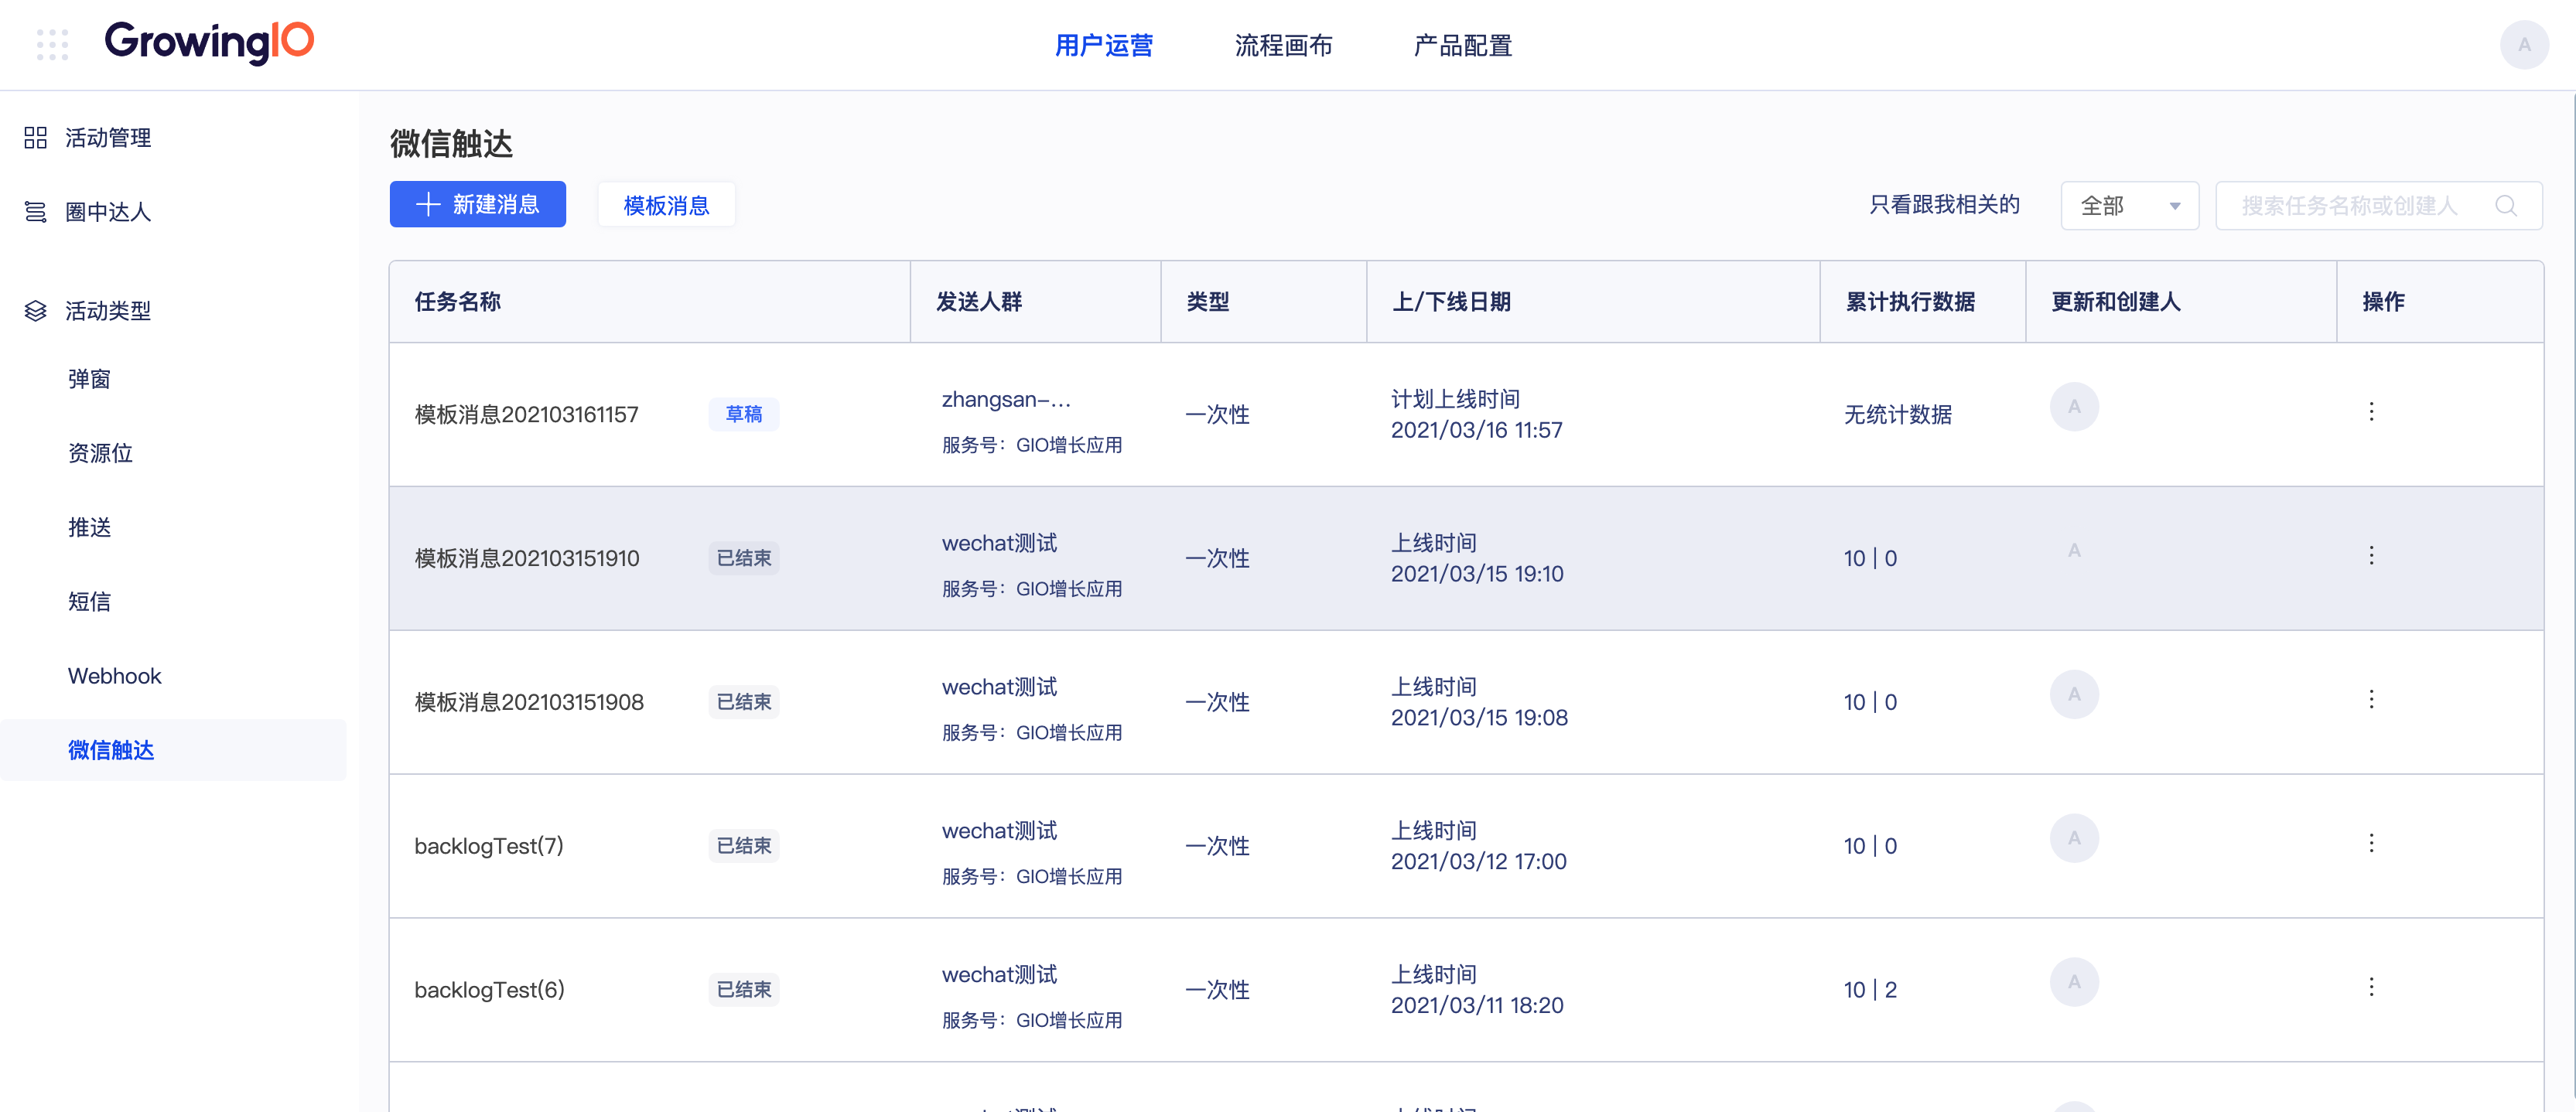 GrowingIO
用户运营
流程画布
产品配置
A
活动管理
圈中达人
活动类型
弹窗
资源位
推送
短信
Webhook
微信触达
微信触达
新建消息
模板消息
只看跟我相关的
全部
搜索任务名称或创建人
任务名称
发送人群
类型
上/下线日期
累计执行数据
更新和创建人
操作
模板消息202103161157
草稿
zhangsan-...
服务号：GIO增长应用
一次性
计划上线时间
2021/03/16 11:57
无统计数据
A
模板消息202103151910
已结束
wechat测试
服务号：GIO增长应用
一次性
上线时间
2021/03/15 19:10
10 | 0
A
模板消息202103151908
已结束
wechat测试
服务号：GIO增长应用
一次性
上线时间
2021/03/15 19:08
10 | 0
A
backlogTest(7)
已结束
wechat测试
服务号：GIO增长应用
一次性
上线时间
2021/03/12 17:00
10 | 0
A
backlogTest(6)
已结束
wechat测试
服务号：GIO增长应用
一次性
上线时间
2021/03/11 18:20
10 | 2
A